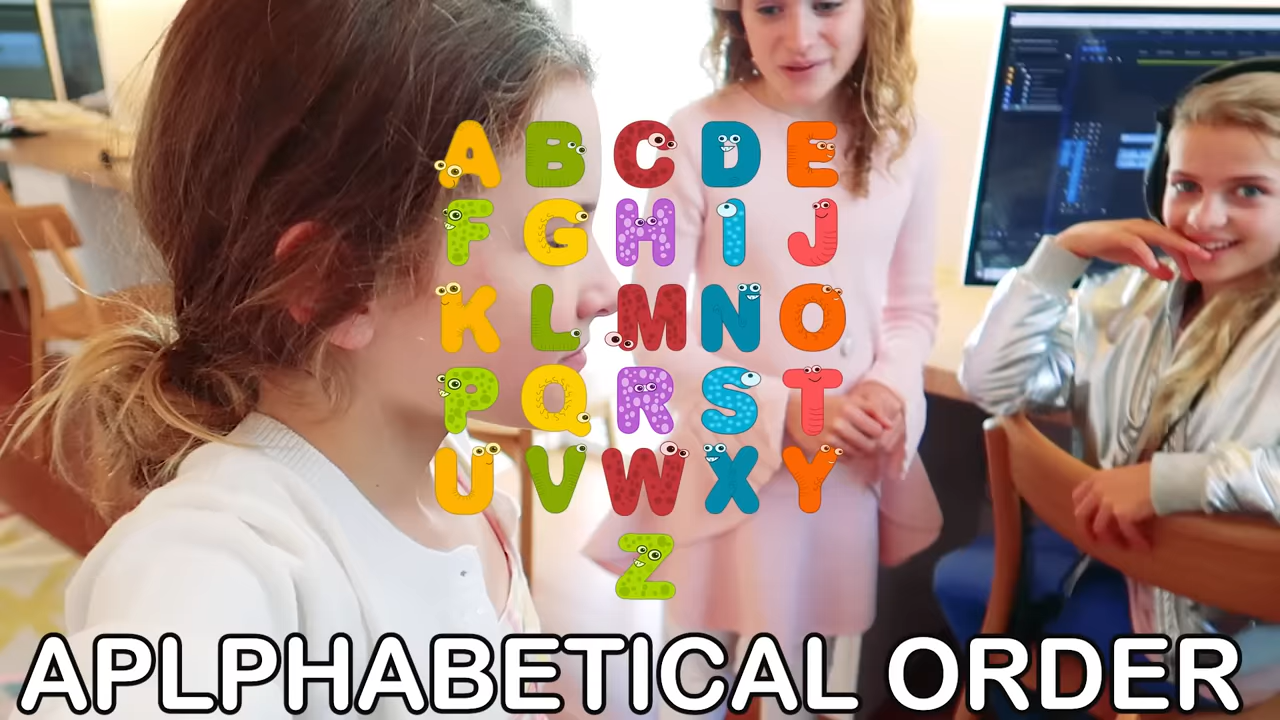 A B C D E
F G H I J
K L M N O
P Q R S T
U V W X Y
Z
APLPHABETICAL ORDER